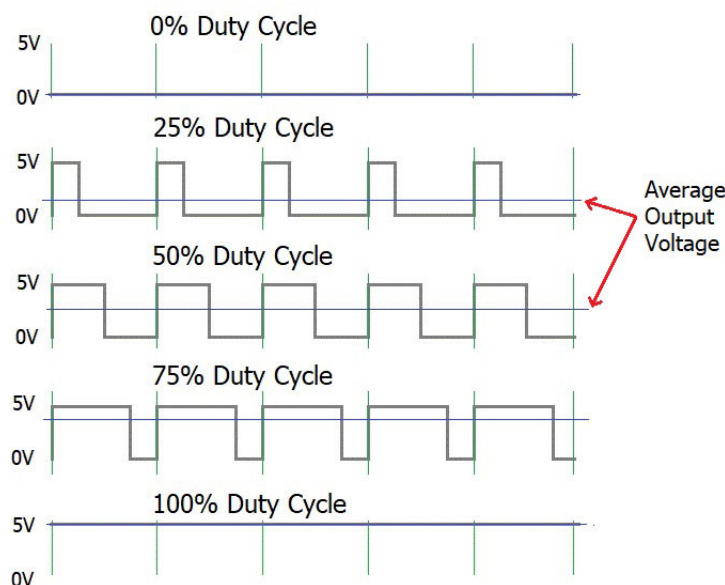 0% Duty Cycle
5V
0V
25% Duty Cycle
5V
0V
Average
Output
Voltage
50% Duty Cycle
5V
0V
75% Duty Cycle
5V
0V
100% Duty Cycle
5V
0V